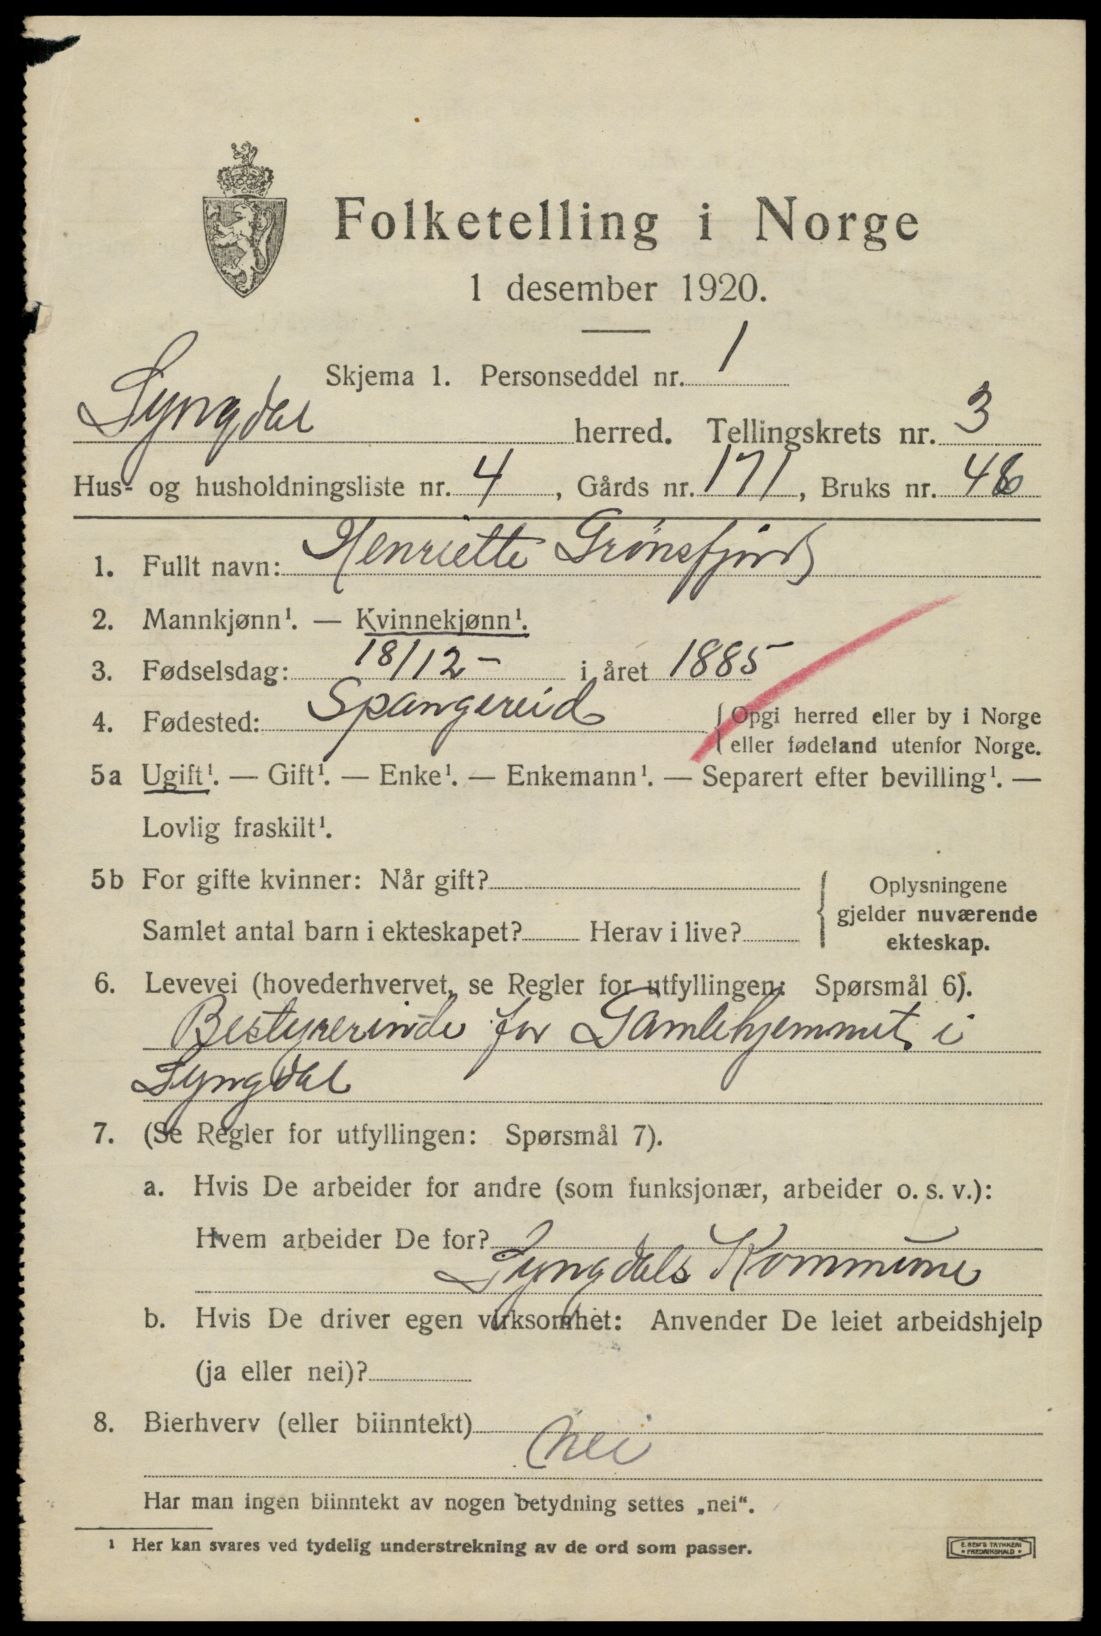 Folketelling i Norge
1 desember 1920.
Skjema 1. Personseddel nr. 1
Lyngdal herred. Tellingskrets nr. 3
Hus- og husholdningsliste nr. 4, Gårds nr. 171, Bruks nr. 46
1. Fullt navn: Henriette Grønsfjord
2. Mannkjønn¹. — Kvinnekjønn¹.
3. Fødselsdag: 18/12- i året 1885
4. Fødested: Spangereid { Opgi herred eller by i Norge
eller fødeland utenfor Norge.
5a Ugift¹. — Gift¹. — Enke¹. — Enkemann¹. — Separert efter bevilling¹. —
Lovlig fraskilt¹.
5b For gifte kvinner: Når gift?
Samlet antal barn i ekteskapet? Herav i live?
{ Oplysningene
gjelder nuværende
ekteskap.
6. Levevei (hovederhvervet, se Regler for utfyllingen: Spørsmål 6).
Bestyrerinde for Gamlehjemmet i
Lyngdal
7. (Se Regler for utfyllingen: Spørsmål 7).
a. Hvis De arbeider for andre (som funksjonær, arbeider o. s. v.):
Hvem arbeider De for?
Lyngdals Kommune
b. Hvis De driver egen virksomhet: Anvender De leiet arbeidshjelp
(ja eller nei)?
8. Bierhverv (eller biinntekt)
nei
Har man ingen biinntekt av nogen betydning settes „nei“.
¹ Her kan svares ved tydelig understrekning av de ord som passer.
E. SEM'S TRYKKERI
• FREDRIKSHALD •